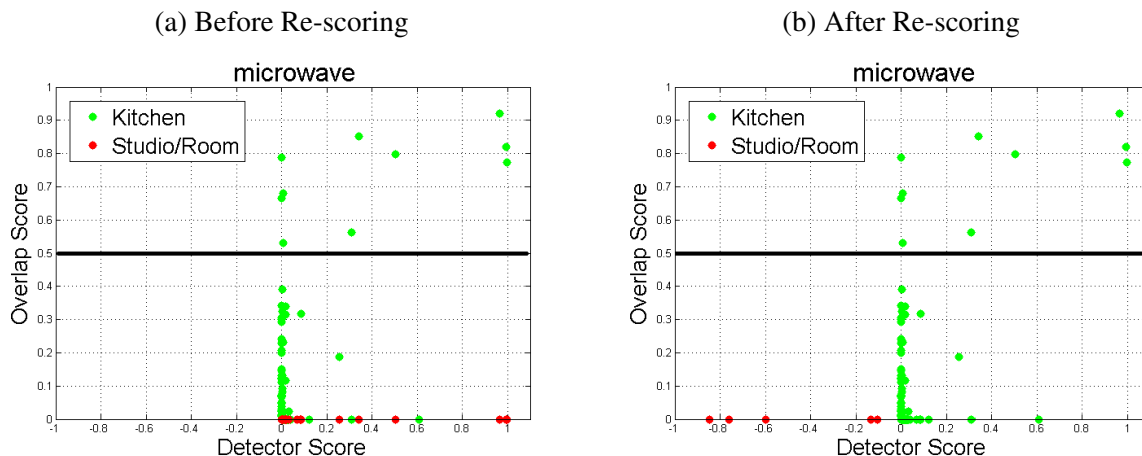 (a) Before Re-scoring
microwave
Kitchen
Studio/Room
Overlap Score
1
0.9
0.8
0.7
0.6
0.5
0.4
0.3
0.2
0.1
0
-1 -0.8 -0.6 -0.4 -0.2 0 0.2 0.4 0.6 0.8 1
Detector Score
(b) After Re-scoring
microwave
Kitchen
Studio/Room
Overlap Score
1
0.9
0.8
0.7
0.6
0.5
0.4
0.3
0.2
0.1
0
-1 -0.8 -0.6 -0.4 -0.2 0 0.2 0.4 0.6 0.8 1
Detector Score